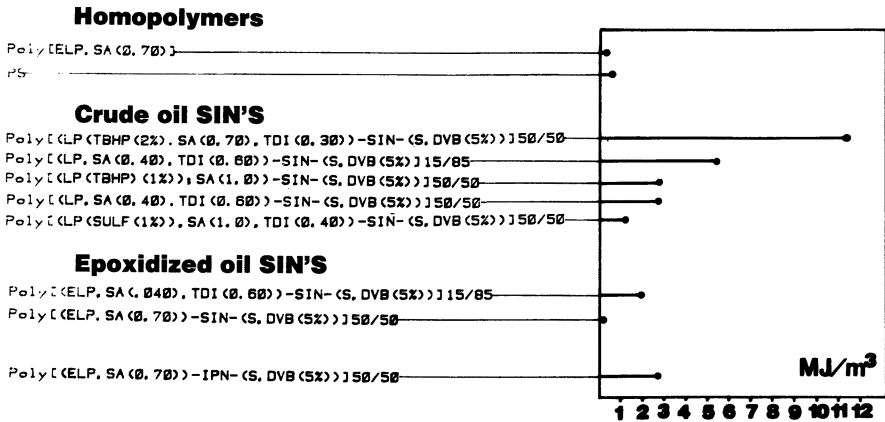 Homopolymers
Poly[ELP, SA(0.70)]
PS
Crude oil SIN'S
Poly[(LP(TBHP(2%), SA(0.70), TDI(0.30))-SIN-(S, DVB(5%))]50/50
Poly[(LP, SA(0.40), TDI(0.60))-SIN-(S, DVB(5%)]15/85
Poly[(LP(TBHP)(1%));SA(1.0))-SIN-(S, DVB(5%)]50/50
Poly[(LP, SA(0.40), TDI(0.60))-SIN-(S, DVB(5%))]50/50
Poly[(LP(SULF(1%)), SA(1.0), TDI(0.40))-SIN-(S, DVB(5%))]50/50
Epoxidized oil SIN'S
Poly[(ELP, SA(.040), TDI(0.60))-SIN-(S, DVB(5%))]15/85
Poly[(ELP, SA(0.70))-SIN-(S, DVB(5%))]50/50
Poly[(ELP, SA(0.70))-IPN-(S, DVB(5%))]50/50
MJ/m³
1 2 3 4 5 6 7 8 9 10 11 12